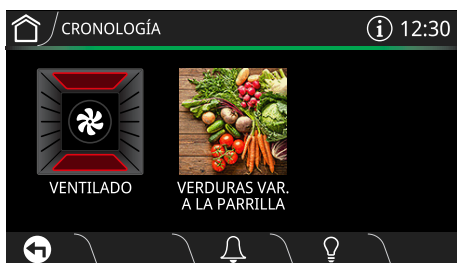 CRONOLOGÍA
12:30
VENTILADO
VERDURAS VAR.
A LA PARRILLA